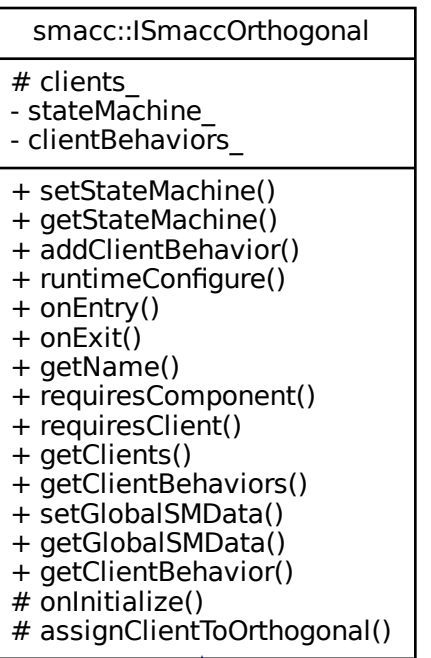 smacc::ISmaccOrthogonal
# clients_
- stateMachine_
- clientBehaviors_
+ setStateMachine()
+ getStateMachine()
+ addClientBehavior()
+ runtimeConfigure()
+ onEntry()
+ onExit()
+ getName()
+ requiresComponent()
+ requiresClient()
+ getClients()
+ getClientBehaviors()
+ setGlobalSMData()
+ getGlobalSMData()
+ getClientBehavior()
# onInitialize()
# assignClientToOrthogonal()